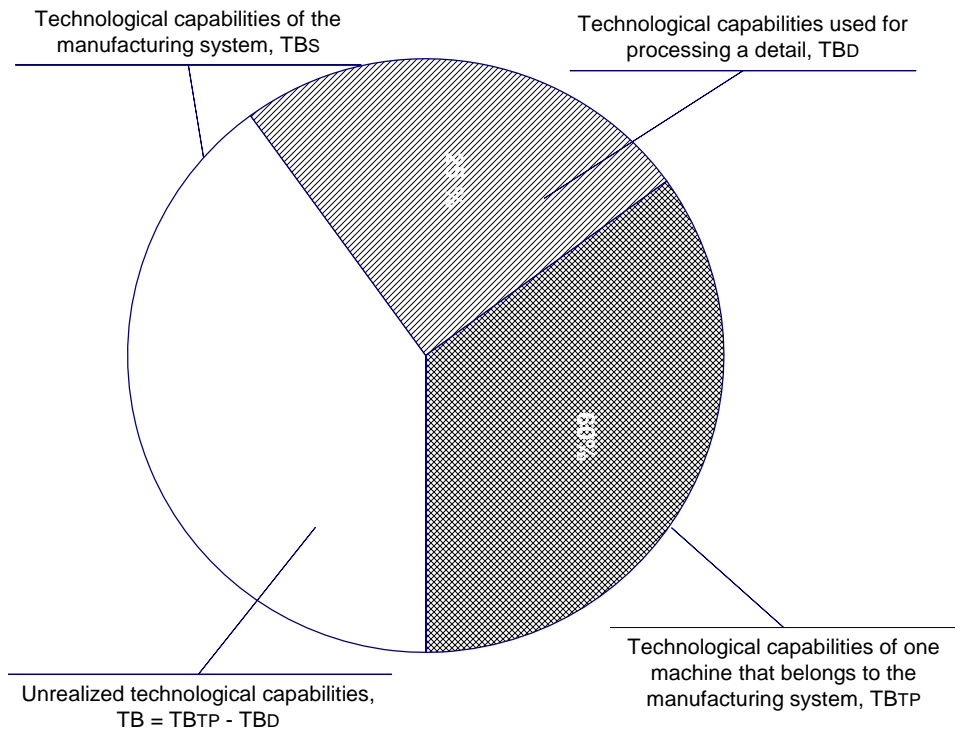 Technological capabilities of the
manufacturing system, TBS
Technological capabilities used for
processing a detail, TBD
Technological capabilities of one
machine that belongs to the
manufacturing system, TBTP
Unrealized technological capabilities,
TB = TBTP - TBD